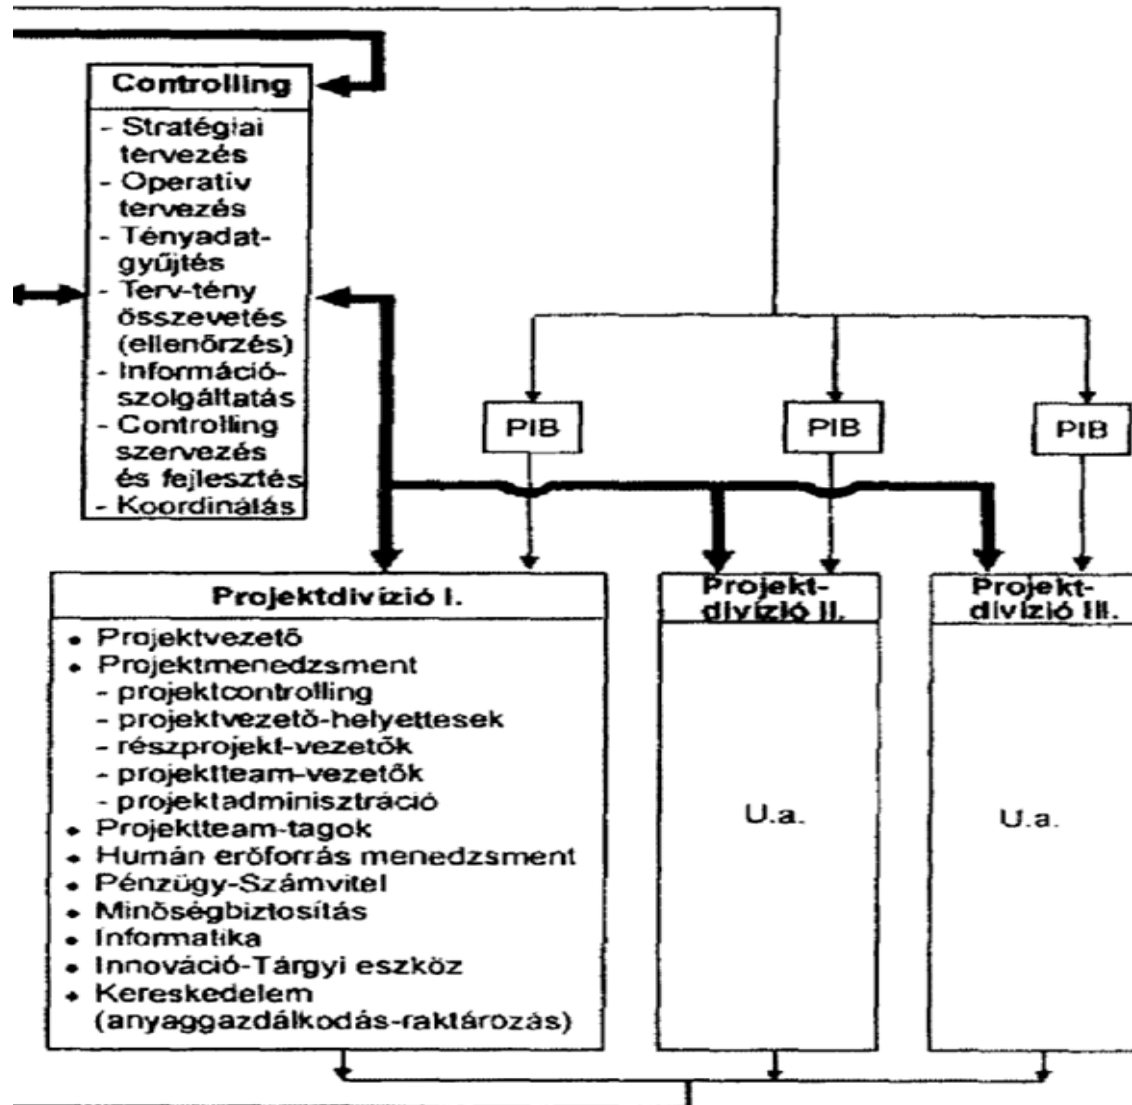 Controlling
- Stratégiai
tervezés
- Operatív
tervezés
- Tényadat-
gyűjtés
- Terv-tény
összevetés
(ellenőrzés)
- Információ-
szolgáltatás
- Controlling
szervezés
és fejlesztés
- Koordinálás
PIB
PIB
PIB
Projektdivízió I.
• Projektvezető
• Projektmenedzsment
- projektcontrolling
- projektvezető-helyettesek
- részprojekt-vezetők
- projektteam-vezetők
- projektadminisztráció
• Projektteam-tagok
• Humán erőforrás menedzsment
• Pénzügy-Számvitel
• Minőségbiztosítás
• Informatika
• Innováció-Tárgyi eszköz
• Kereskedelem
(anyaggazdálkodás-raktározás)
Projekt-
divízió II.
U.a.
Projekt-
divízió III.
U.a.